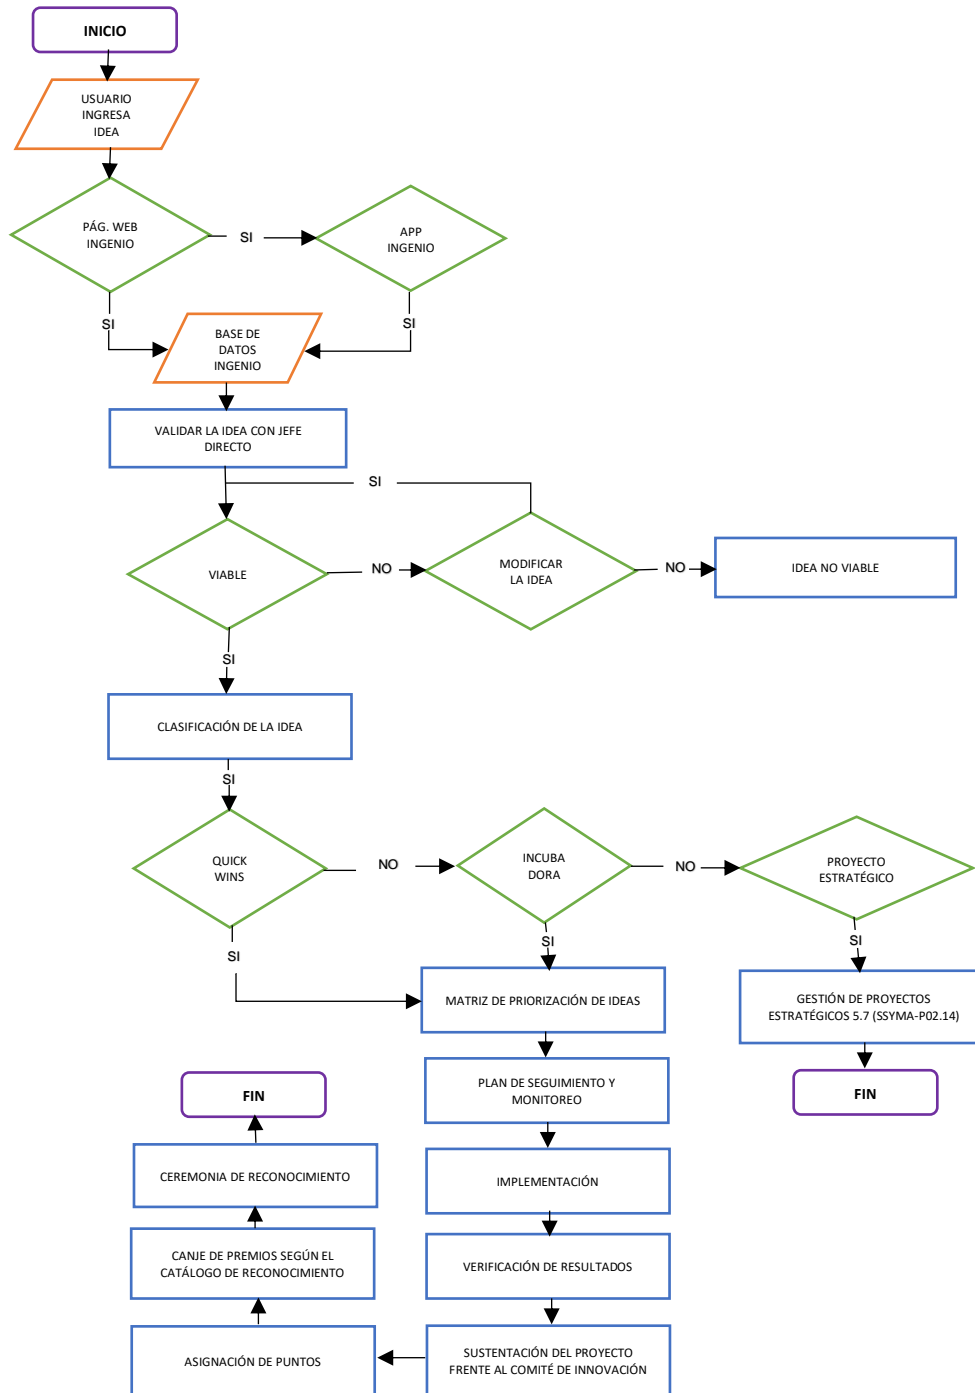 INICIO
USUARIO
INGRESA
IDEA
PÁG. WEB
INGENIO
SI
APP
INGENIO
SI
SI
BASE DE
DATOS
INGENIO
VALIDAR LA IDEA CON JEFE
DIRECTO
SI
VIABLE
NO
MODIFICAR
LA IDEA
NO
IDEA NO VIABLE
SI
CLASIFICACIÓN DE LA IDEA
SI
QUICK
WINS
NO
INCUBA
DORA
NO
PROYECTO
ESTRATÉGICO
SI
SI
SI
MATRIZ DE PRIORIZACIÓN DE IDEAS
GESTIÓN DE PROYECTOS
ESTRATÉGICOS 5.7 (SSYMA-P02.14)
FIN
PLAN DE SEGUIMIENTO Y
MONITOREO
IMPLEMENTACIÓN
VERIFICACIÓN DE RESULTADOS
SUSTENTACIÓN DEL PROYECTO
FRENTE AL COMITÉ DE INNOVACIÓN
ASIGNACIÓN DE PUNTOS
CANJE DE PREMIOS SEGÚN EL
CATÁLOGO DE RECONOCIMIENTO
CEREMONIA DE RECONOCIMIENTO
FIN